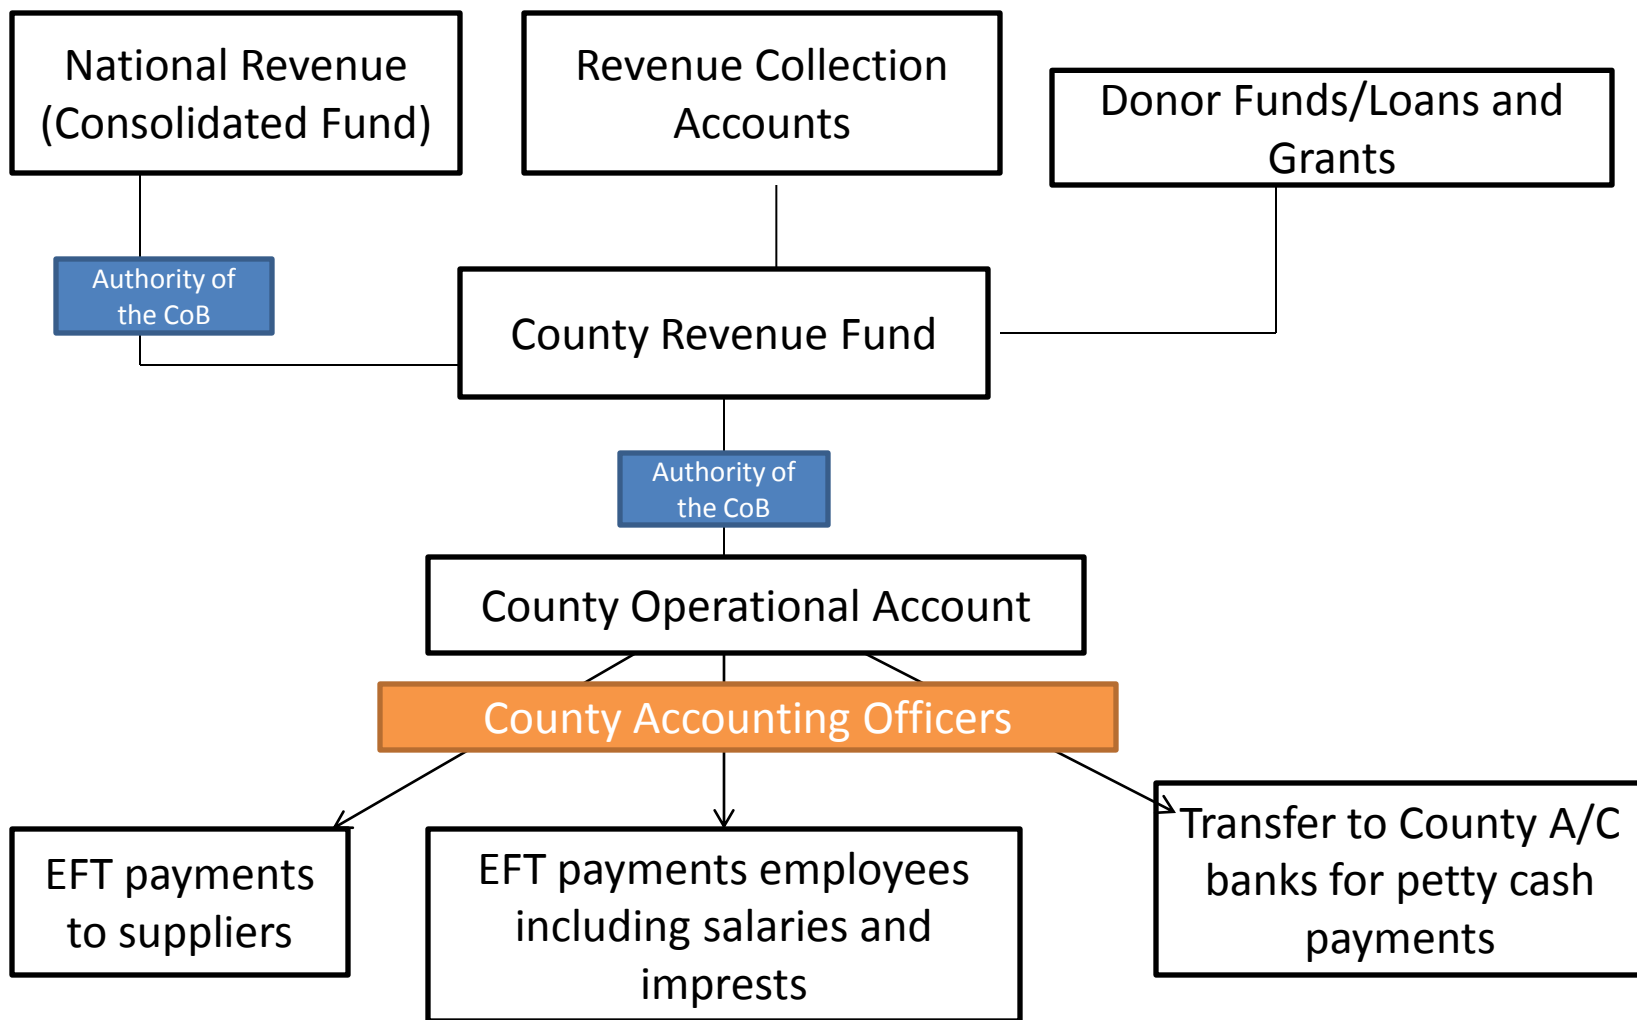 National Revenue
(Consolidated Fund)
Revenue Collection
Accounts
Donor Funds/Loans and
Grants
Authority of
the CoB
County Revenue Fund
Authority of
the CoB
County Operational Account
County Accounting Officers
EFT payments
to suppliers
EFT payments employees
including salaries and
imprests
Transfer to County A/C
banks for petty cash
payments